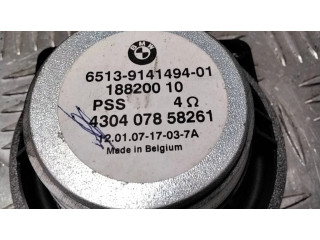 BMW
6513-9141494-01
188200 10
PSS 4 Ω
4304 078 58261
12.01.07-17-03-7A
Made in Belgium